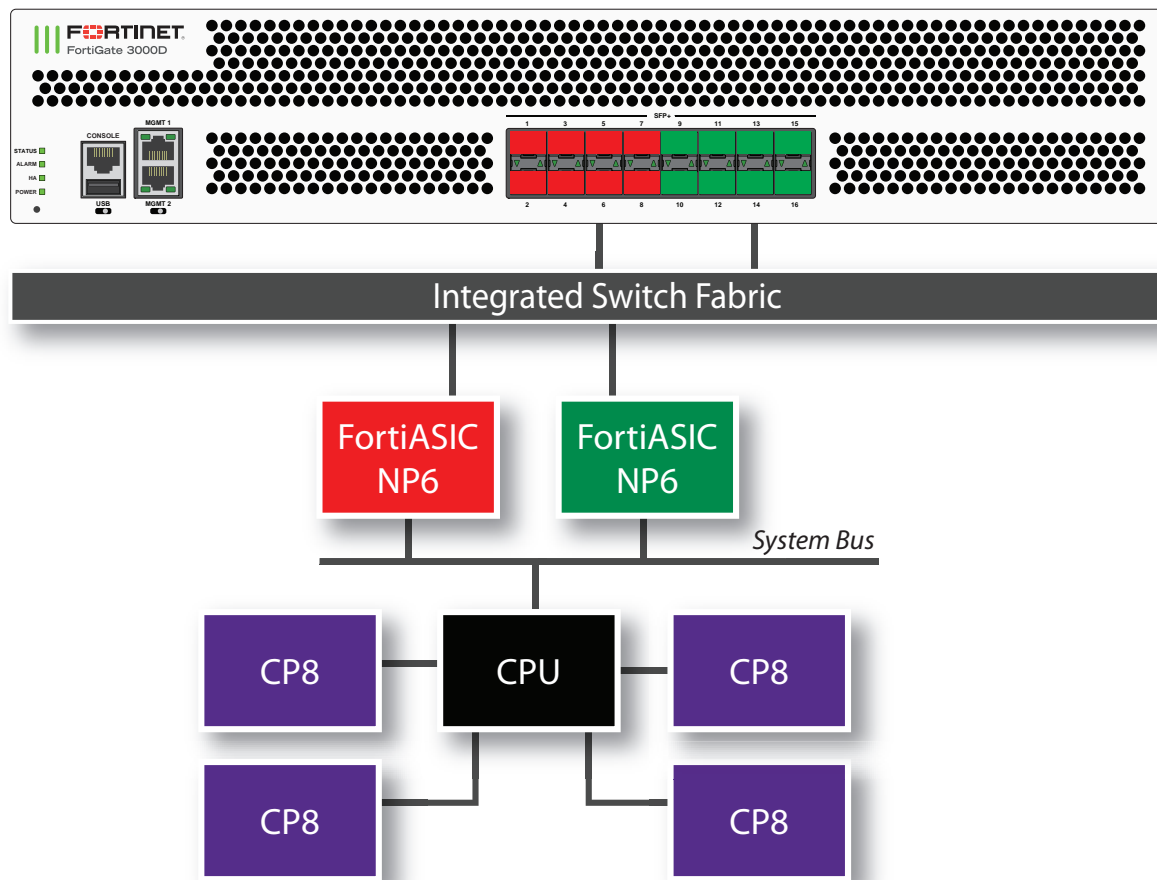 FORTINET
FortiGate 3000D
STATUS
ALARM
HA
POWER
CONSOLE
USB
MGMT 1
MGMT 2
SFP+
1 3 5 7 9 11 13 15
2 4 6 8 10 12 14 16
Integrated Switch Fabric
FortiASIC
NP6
FortiASIC
NP6
System Bus
CP8
CPU
CP8
CP8
CP8